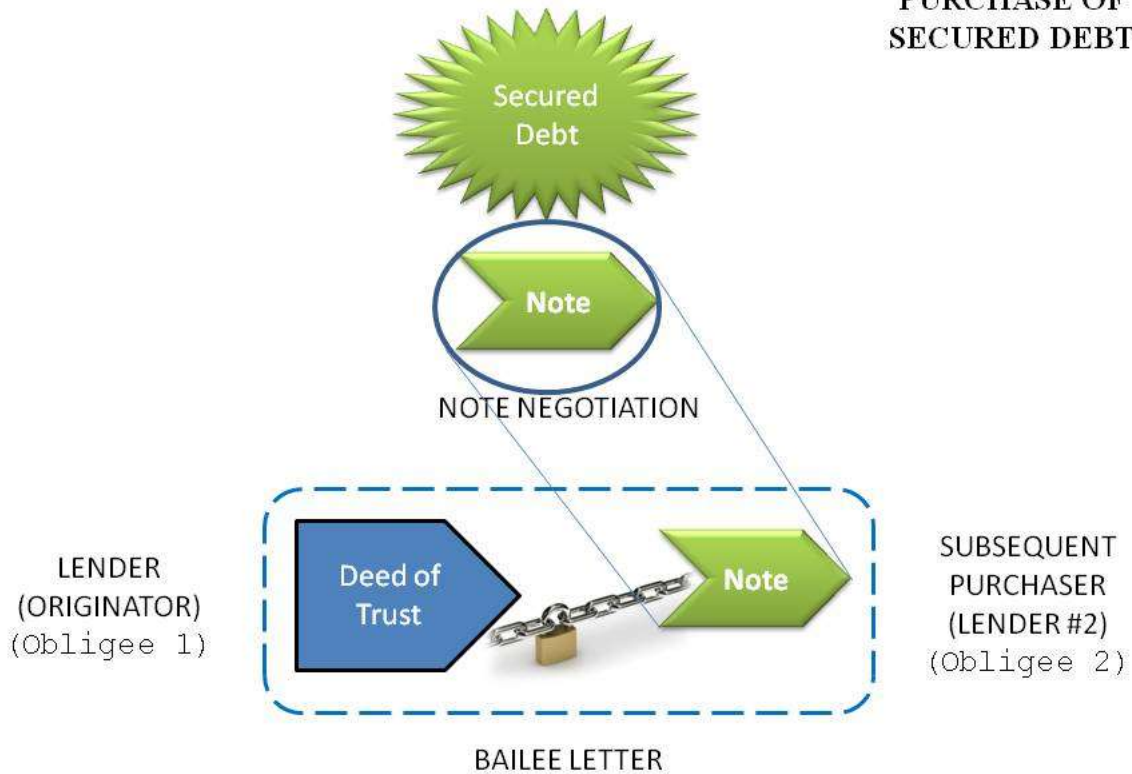 PURCHASE OF
SECURED DEBT
Secured
Debt
Note
NOTE NEGOTIATION
LENDER
(ORIGINATOR)
(Obligee 1)
Deed of
Trust
Note
SUBSEQUENT
PURCHASER
(LENDER #2)
(Obligee 2)
BAILEE LETTER